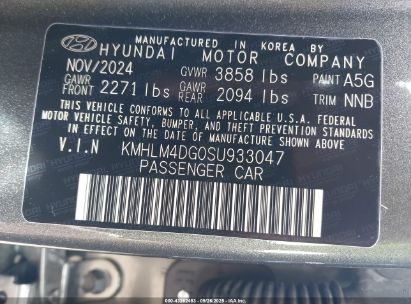 MANUFACTURED IN KOREA BY
HYUNDAI MOTOR COMPANY
NOV/2024 GVWR 3858 lbs PAINT A5G
GAWR FRONT 2271 lbs GAWR REAR 2094 lbs TRIM NNB
THIS VEHICLE CONFORMS TO ALL APPLICABLE U.S.A FEDERAL
MOTOR VEHICLE SAFETY, BUMPER, AND THEFT PREVENTION STANDARDS
IN EFFECT ON THE DATE OF MANUFACTURE SHOWN ABOVE.
V.I.N KMHLM4DG0SU933047
PASSENGER CAR